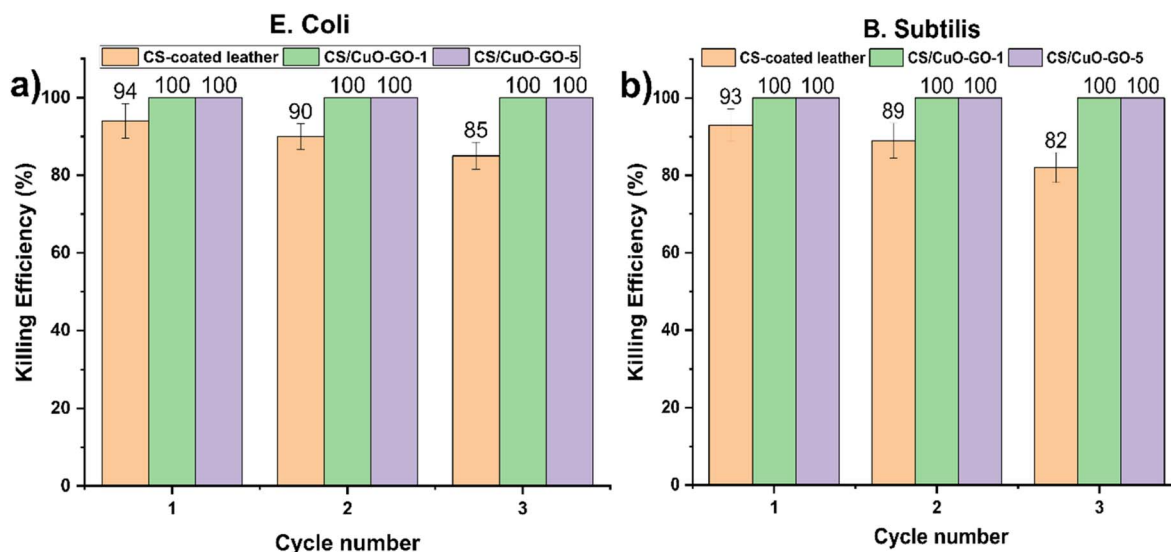 E. Coli
CS-coated leather CS/CuO-GO-1 CS/CuO-GO-5
a)
94 100 100
90 100 100
85 100 100
100
80
60
40
20
0
Killing Efficiency (%)
1 2 3
Cycle number
B. Subtilis
CS-coated leather CS/CuO-GO-1 CS/CuO-GO-5
b)
93 100 100
89 100 100
82 100 100
100
80
60
40
20
0
Killing Efficiency (%)
1 2 3
Cycle number